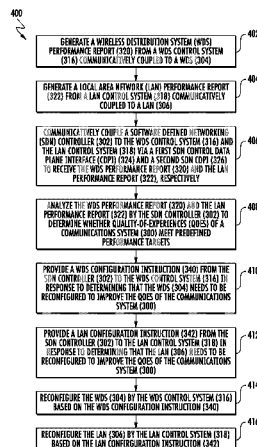 400
402
GENERATE A WIRELESS DISTRIBUTION SYSTEM (WDS)
PERFORMANCE REPORT (320) FROM A WDS CONTROL SYSTEM
(316) COMMUNICATIVELY COUPLED TO A WDS (304)
404
GENERATE A LOCAL AREA NETWORK (LAN) PERFORMANCE REPORT
(322) FROM A LAN CONTROL SYSTEM (318) COMMUNICATIVELY
COUPLED TO A LAN (306)
406
COMMUNICATIVELY COUPLE A SOFTWARE DEFINED NETWORKING
(SDN) CONTROLLER (302) TO THE WDS CONTROL SYSTEM (316) AND
THE LAN CONTROL SYSTEM (318) VIA A FIRST SDN CONTROL DATA
PLANE INTERFACE (CDPI) (324) AND A SECOND SDN CDPI (326)
TO RECEIVE THE WDS PERFORMANCE REPORT (320) AND THE LAN
PERFORMANCE REPORT (322), RESPECTIVELY
408
ANALYZE THE WDS PERFORMANCE REPORT (320) AND THE LAN
PERFORMANCE REPORT (322) BY THE SDN CONTROLLER (302) TO
DETERMINE WHETHER QUALITY-OF-EXPERIENCES (QOES) OF A
COMMUNICATIONS SYSTEM (300) MEET PREDEFINED
PERFORMANCE TARGETS
410
PROVIDE A WDS CONFIGURATION INSTRUCTION (340) FROM THE
SDN CONTROLLER (302) TO THE WDS CONTROL SYSTEM (316) IN
RESPONSE TO DETERMINING THAT THE WDS (304) NEEDS TO BE
RECONFIGURED TO IMPROVE THE QOES OF THE COMMUNICATIONS
SYSTEM (300)
412
PROVIDE A LAN CONFIGURATION INSTRUCTION (342) FROM THE
SDN CONTROLLER (302) TO THE LAN CONTROL SYSTEM (318) IN
RESPONSE TO DETERMINING THAT THE LAN (306) NEEDS TO BE
RECONFIGURED TO IMPROVE THE QOES OF THE COMMUNICATIONS
SYSTEM (300)
414
RECONFIGURE THE WDS (304) BY THE WDS CONTROL SYSTEM (316)
BASED ON THE WDS CONFIGURATION INSTRUCTION (340)
416
RECONFIGURE THE LAN (306) BY THE LAN CONTROL SYSTEM (318)
BASED ON THE LAN CONFIRGURATION INSTRUCTION (342)